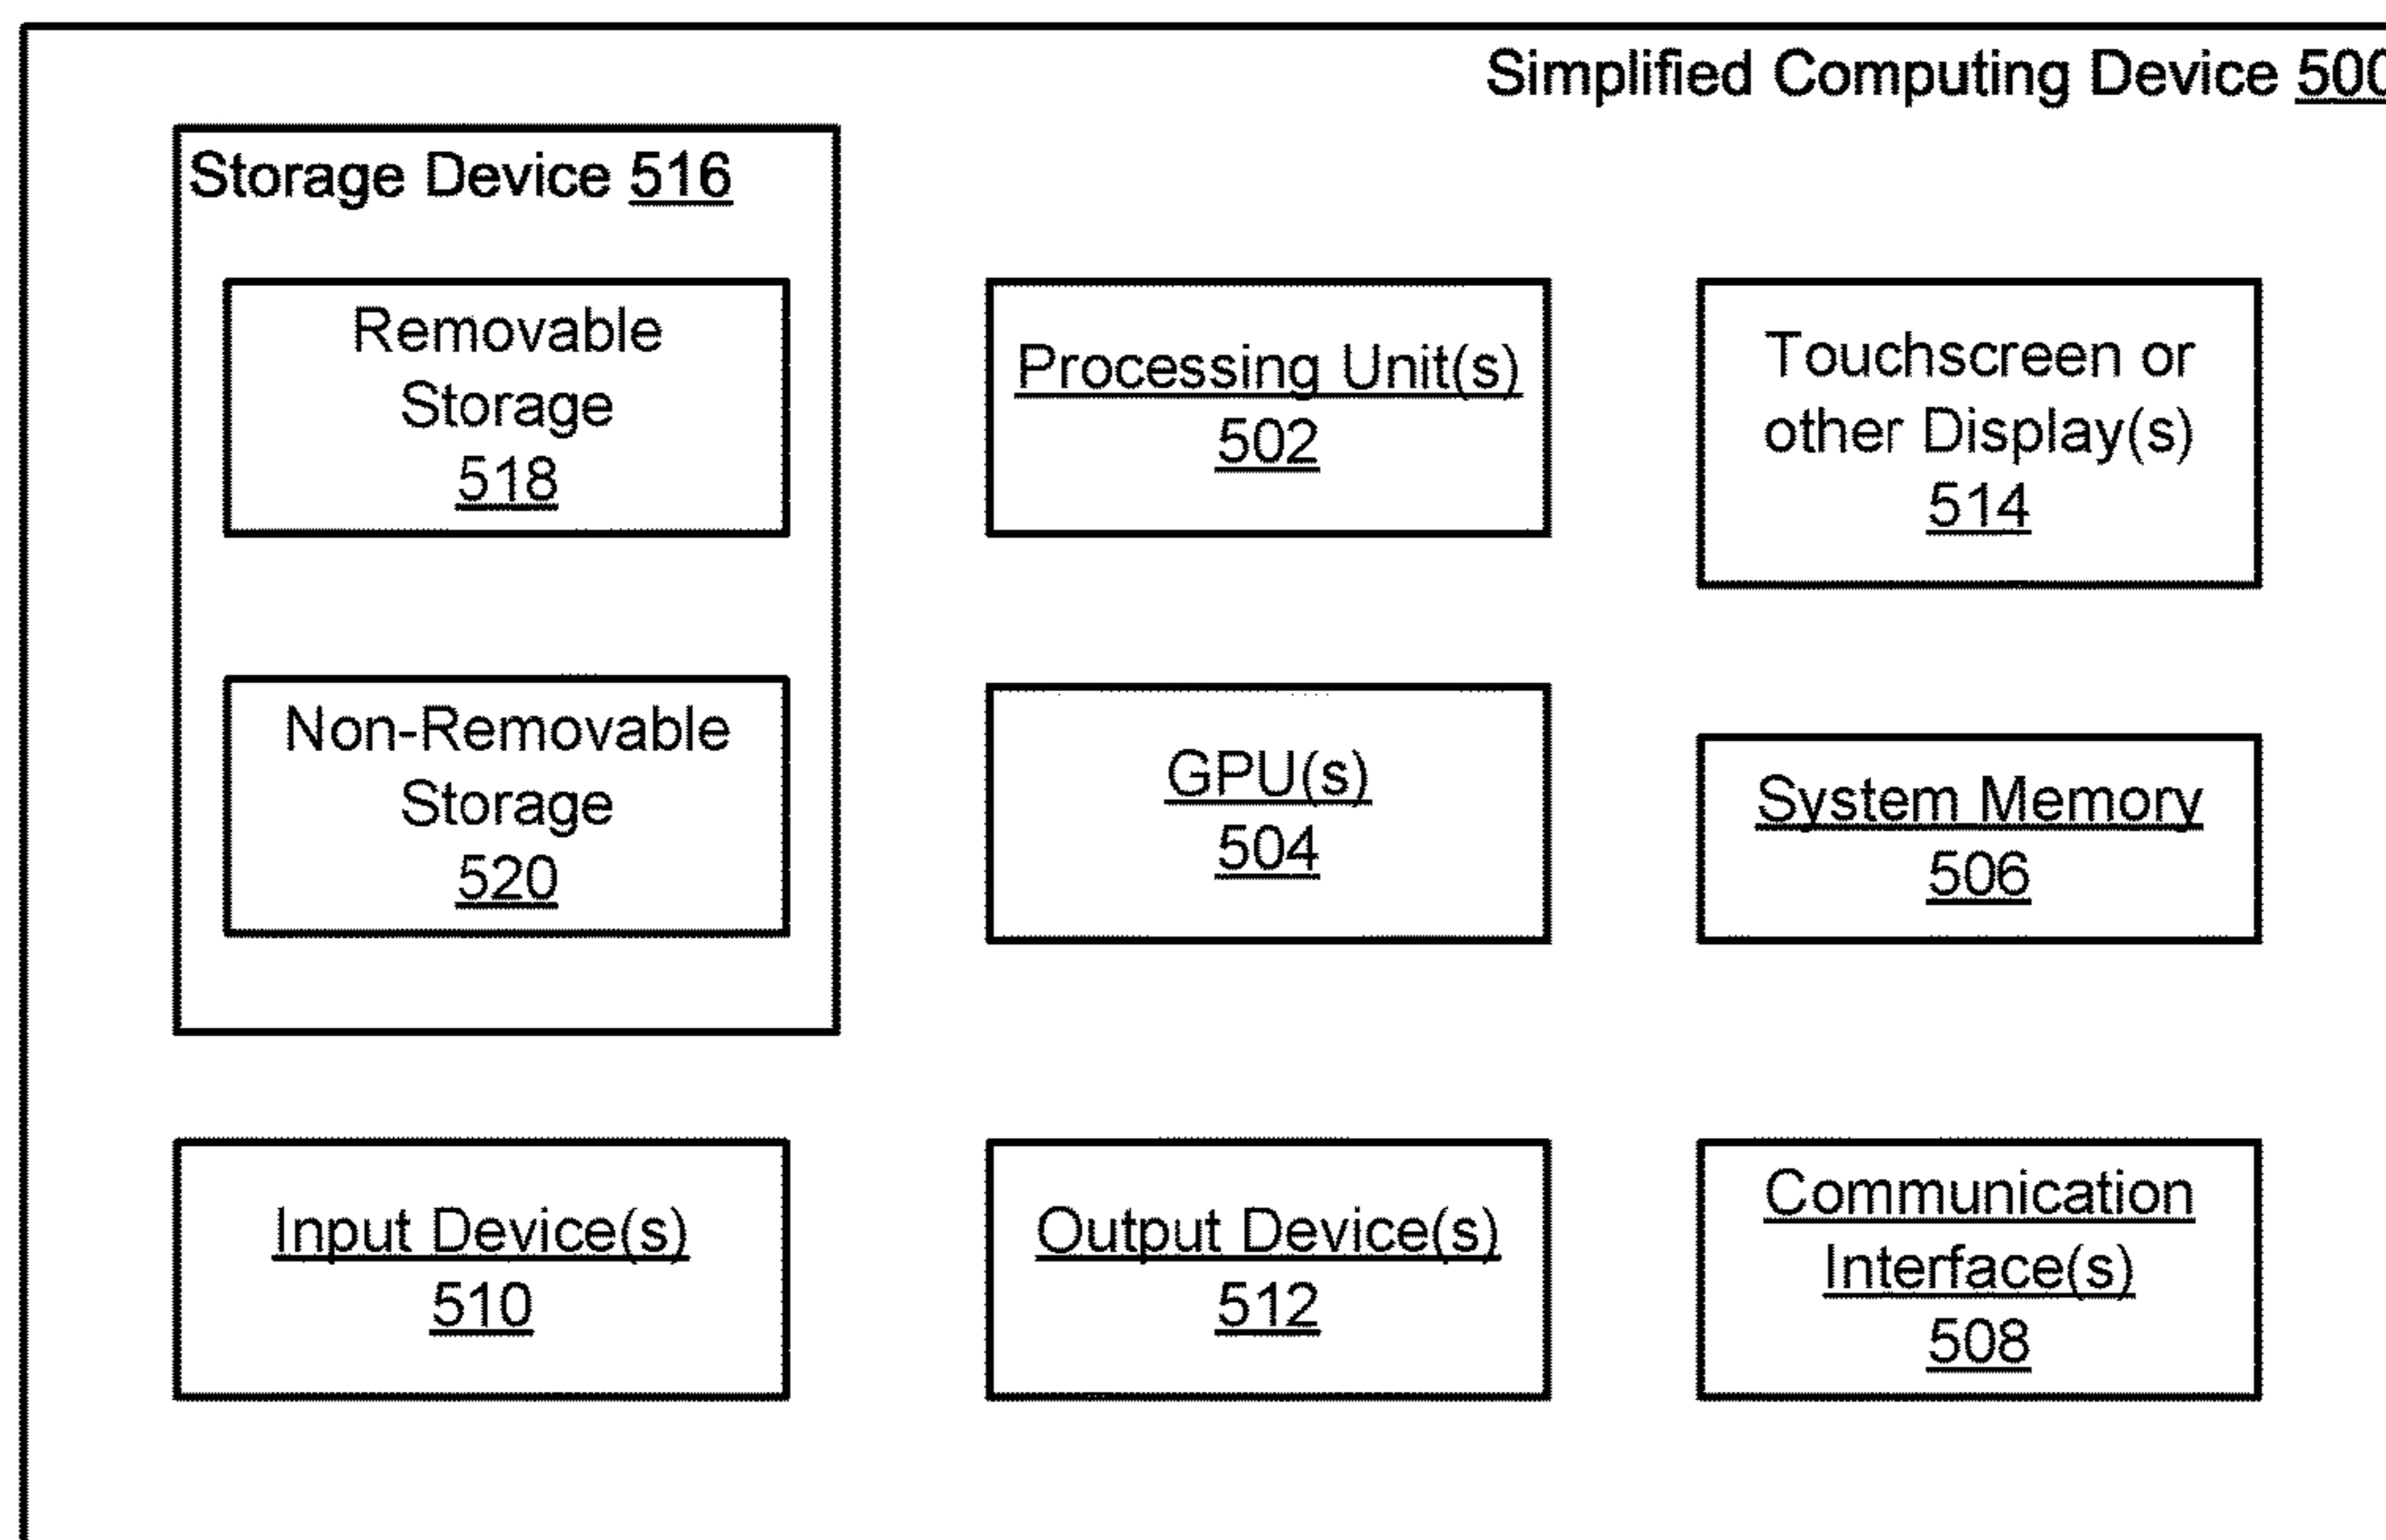 Simplified Computing Device 500
Storage Device 516
Removable
Storage
518
Processing Unit(s)
502
Touchscreen or
other Display(s)
514
Non-Removable
Storage
520
GPU(s)
504
System Memory
506
Input Device(s)
510
Output Device(s)
512
Communication
Interface(s)
508